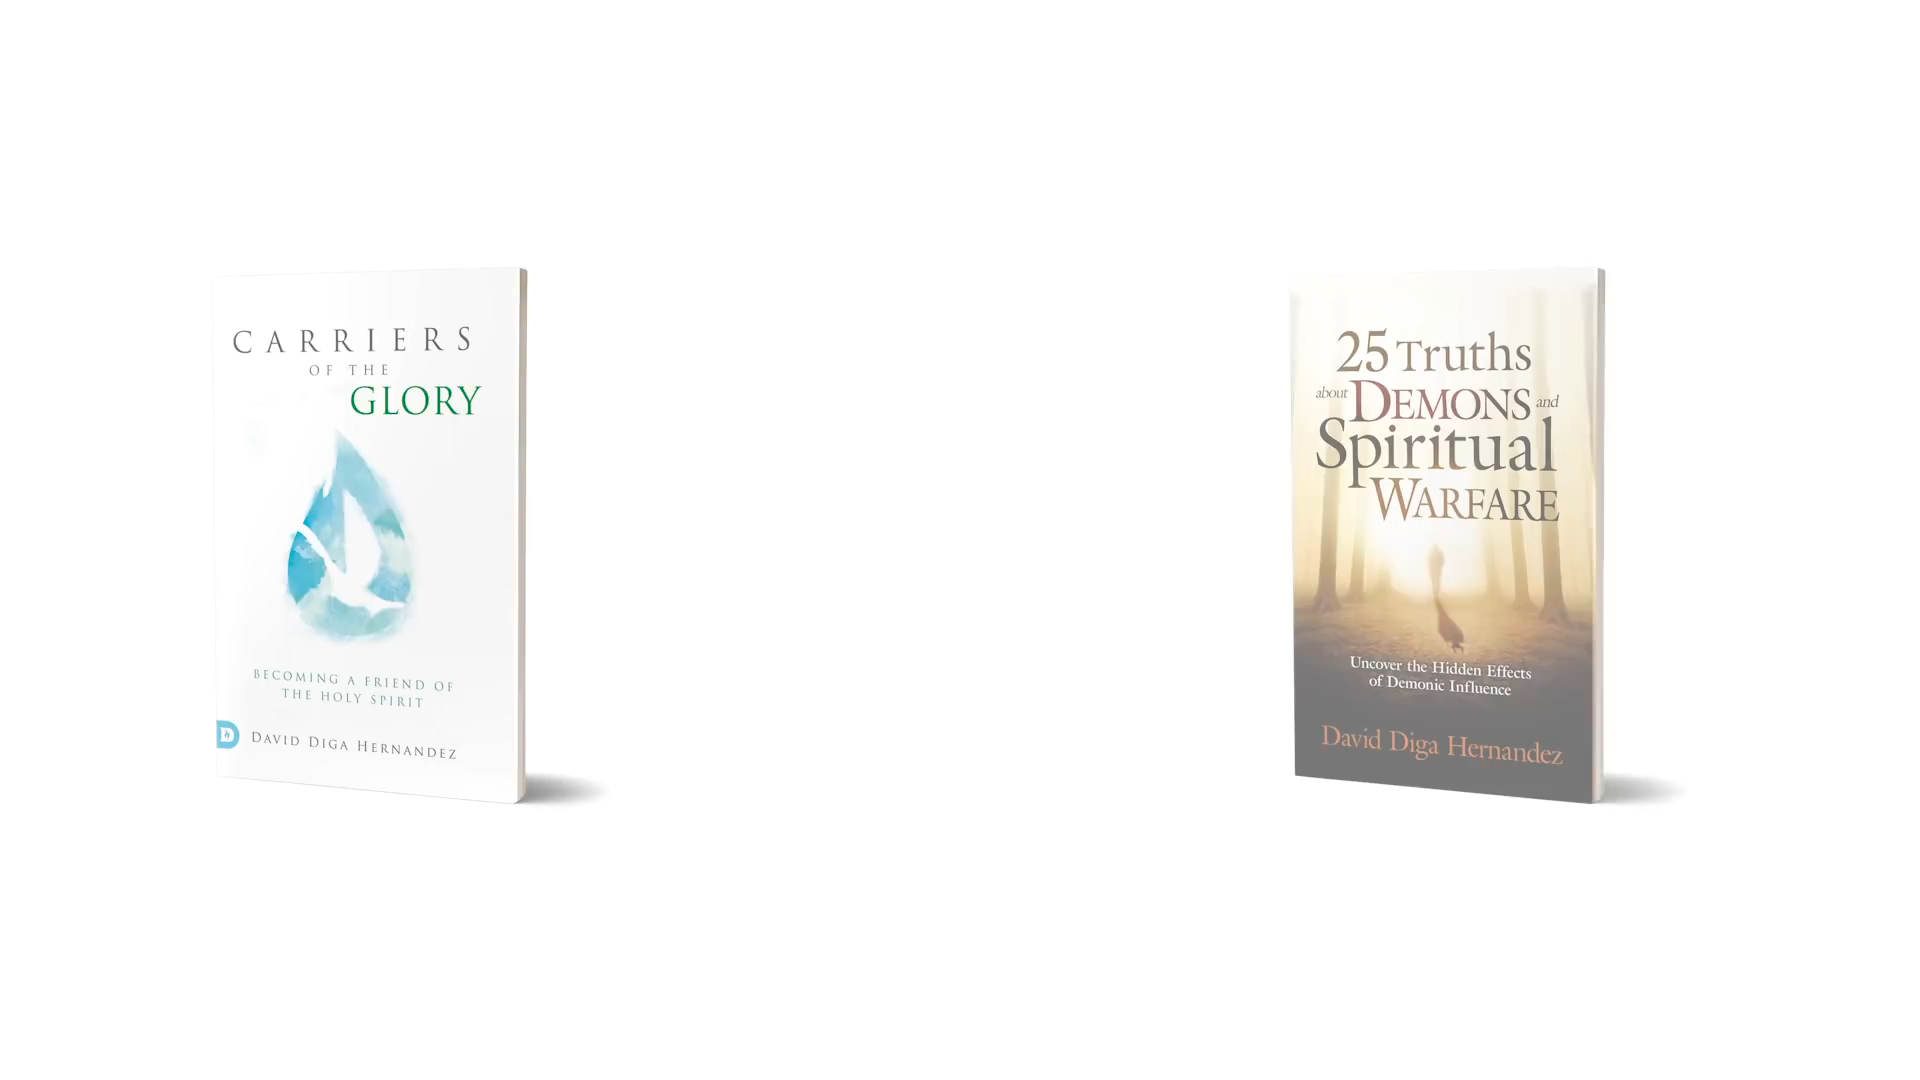 CARRIERS
OF THE
GLORY
BECOMING A FRIEND OF
THE HOLY SPIRIT
D
DAVID DIGA HERNANDEZ
25 Truths
about DEMONS and
Spiritual
WARFARE
Uncover the Hidden Effects
of Demonic Influence
David Diga Hernandez